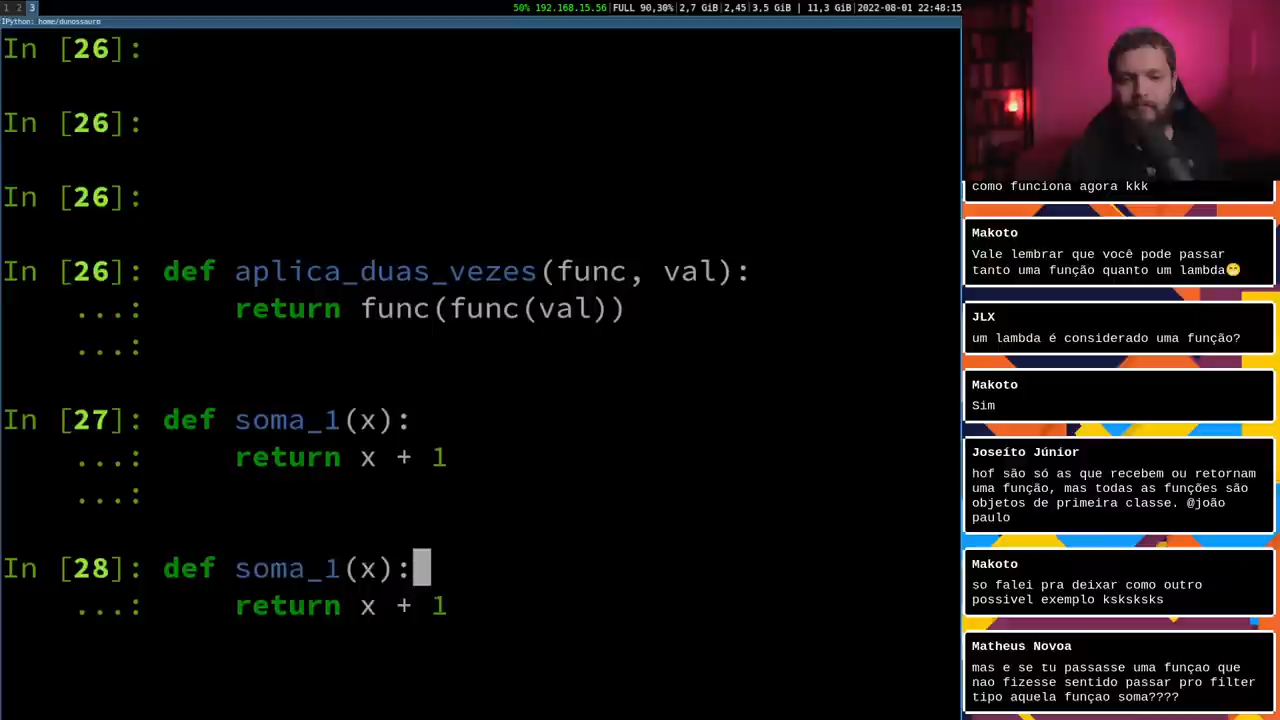 1 2 3
50% 192.168.15.56|FULL 90,30%|2,7 GiB|2,45|3,5 GiB | 11,3 GiB|2022-08-01 22:48:15
IPython: home/dunossauro
In [26]:
In [26]:
In [26]:
In [26]: def aplica_duas_vezes(func, val):
...: return func(func(val))
...:
In [27]: def soma_1(x):
...: return x + 1
...:
In [28]: def soma_1(x):
...: return x + 1
como funciona agora kkk
Makoto
Vale lembrar que você pode passar
tanto uma função quanto um lambda😁
JLX
um lambda é considerado uma função?
Makoto
Sim
Joseíto Júnior
hof são só as que recebem ou retornam
uma função, mas todas as funções são
objetos de primeira classe. @joão
paulo
Makoto
so falei pra deixar como outro
possivel exemplo ksksksks
Matheus Novoa
mas e se tu passasse uma funçao que
nao fizesse sentido passar pro filter
tipo aquela funçao soma????